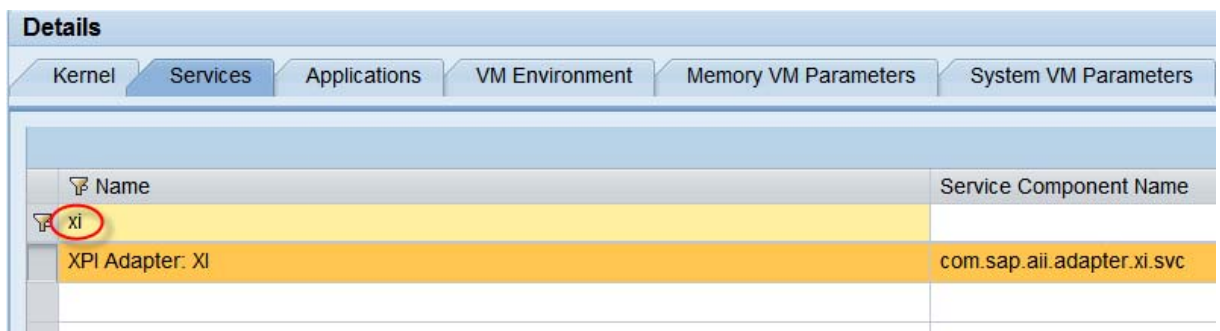 Details
Kernel Services Applications VM Environment Memory VM Parameters System VM Parameters
Name Service Component Name
xi
XPI Adapter: XI com.sap.aii.adapter.xi.svc